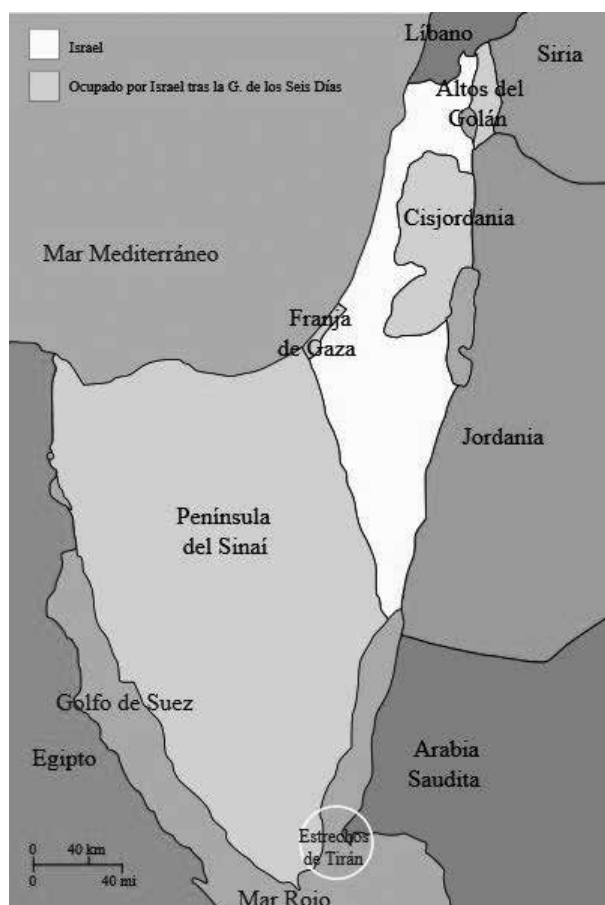 Israel
Ocupado por Israel tras la G. de los Seis Días
Líbano
Siria
Altos del
Golán
Cisjordania
Mar Mediterráneo
Franja
de Gaza
Jordania
Península
del Sinaí
Golfo de Suez
Egipto
Arabia
Saudita
Estrechos
de Tirán
0 40 km
0 40 mi
Mar Rojo